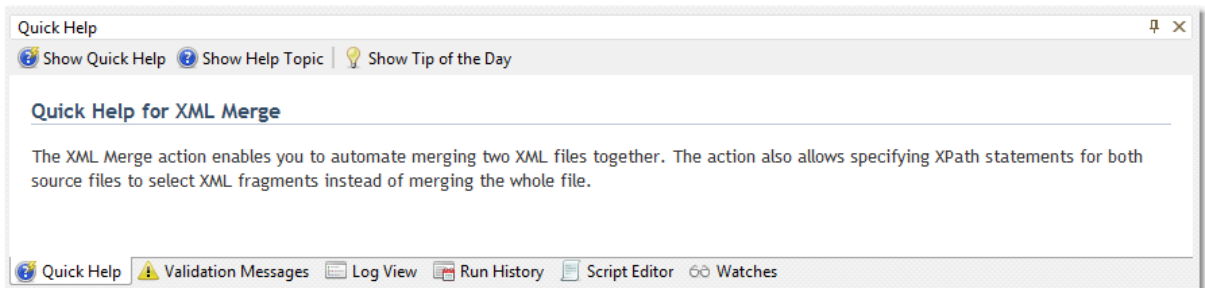 Quick Help
Show Quick Help Show Help Topic Show Tip of the Day
Quick Help for XML Merge
The XML Merge action enables you to automate merging two XML files together. The action also allows specifying XPath statements for both
source files to select XML fragments instead of merging the whole file.
Quick Help Validation Messages Log View Run History Script Editor Watches